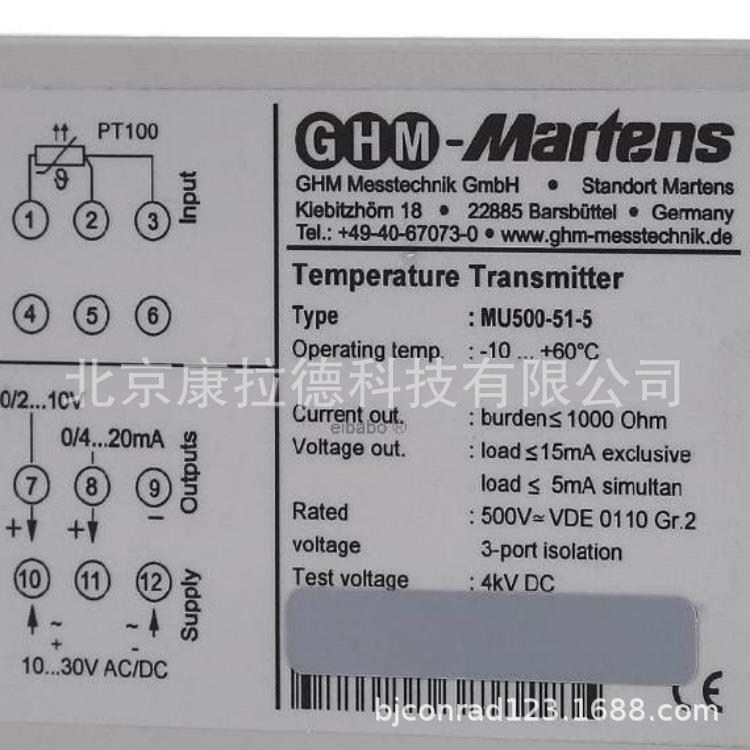 PT100
ϑ
1 2 3
Input
4 5 6
0/2...10V
0/4...20mA
7 8 9
Outputs
+ + −
10 11 12
Supply
~ ~
+ -
10...30V AC/DC
GHM-Martens
GHM Messtechnik GmbH • Standort Martens
Kiebitzhörn 18 • 22885 Barsbüttel • Germany
Tel.: +49-40-67073-0 • www.ghm-messtechnik.de
Temperature Transmitter
Type : MU500-51-5
Operating temp. : -10 ... +60°C
北京康拉德科技有限公司
Current out. : burden≤ 1000 Ohm
elbabo ®
Voltage out. : load ≤15mA exclusive
load ≤ 5mA simultan
Rated : 500V≃ VDE 0110 Gr.2
voltage 3-port isolation
Test voltage : 4kV DC
CE
bjconrad123.1688.com